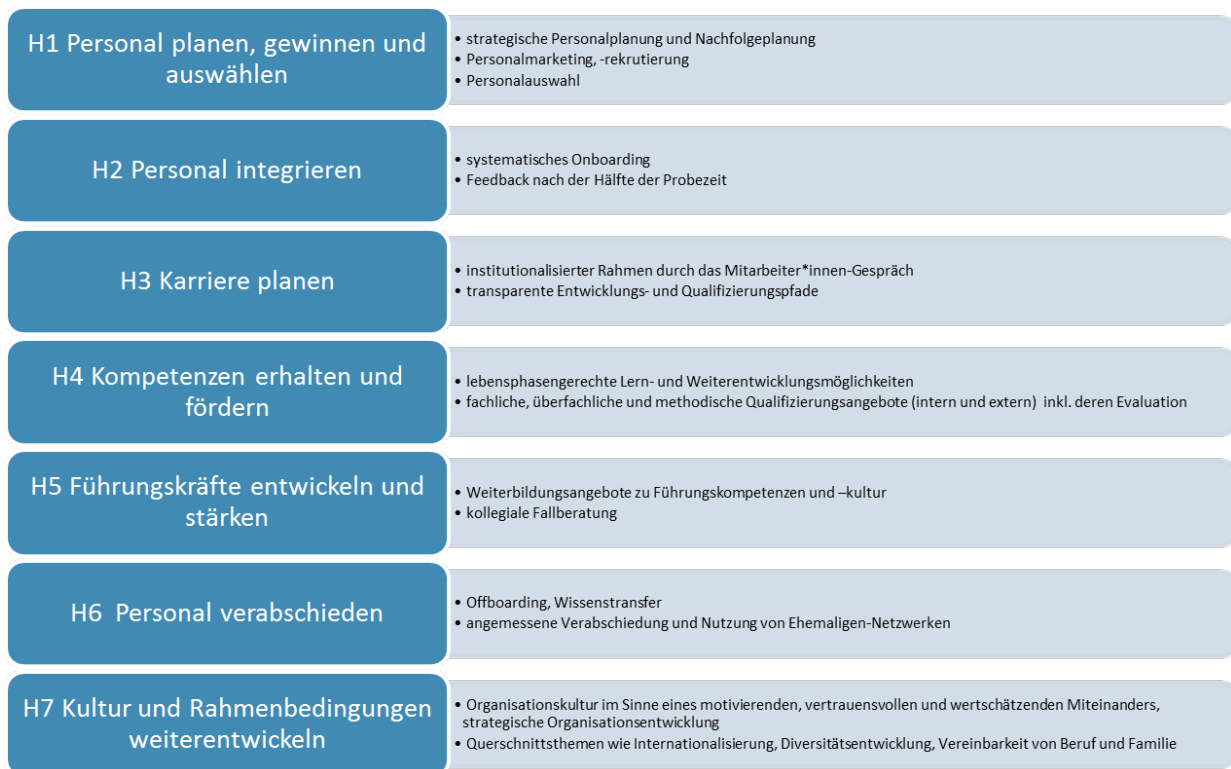 H1 Personal planen, gewinnen und
auswählen
• strategische Personalplanung und Nachfolgeplanung
• Personalmarketing, -rekrutierung
• Personalauswahl
H2 Personal integrieren
• systematisches Onboarding
• Feedback nach der Hälfte der Probezeit
H3 Karriere planen
• institutionalisierter Rahmen durch das Mitarbeiter*innen-Gespräch
• transparente Entwicklungs- und Qualifizierungspfade
H4 Kompetenzen erhalten und
fördern
• lebensphasengerechte Lern- und Weiterentwicklungsmöglichkeiten
• fachliche, überfachliche und methodische Qualifizierungsangebote (intern und extern) inkl. deren Evaluation
H5 Führungskräfte entwickeln und
stärken
• Weiterbildungsangebote zu Führungskompetenzen und –kultur
• kollegiale Fallberatung
H6 Personal verabschieden
• Offboarding, Wissenstransfer
• angemessene Verabschiedung und Nutzung von Ehemaligen-Netzwerken
H7 Kultur und Rahmenbedingungen
weiterentwickeln
• Organisationskultur im Sinne eines motivierenden, vertrauensvollen und wertschätzenden Miteinanders,
strategische Organisationsentwicklung
• Querschnittsthemen wie Internationalisierung, Diversitätsentwicklung, Vereinbarkeit von Beruf und Familie